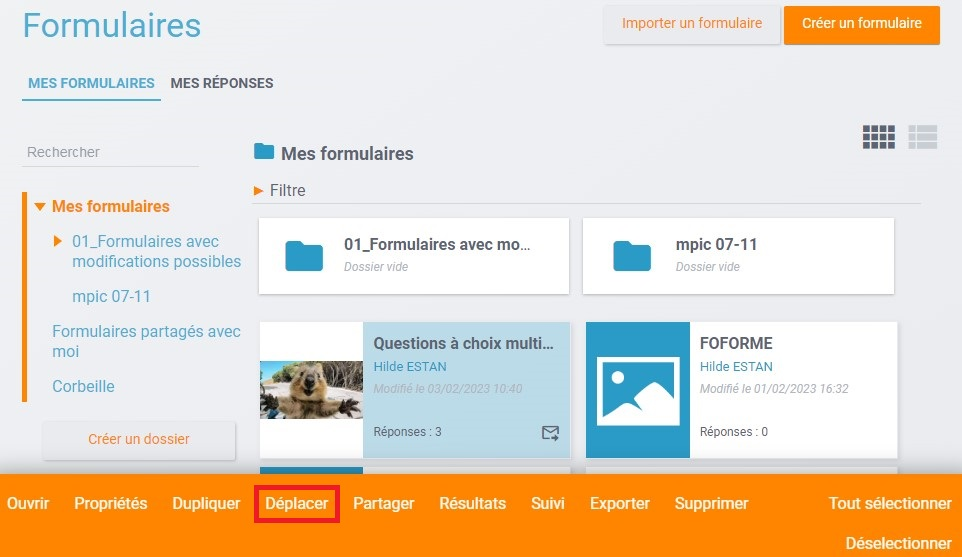 Formulaires
Importer un formulaire
Créer un formulaire
MES FORMULAIRES
MES RÉPONSES
Rechercher
Mes formulaires
01_Formulaires avec
modifications possibles
mpic 07-11
Formulaires partagés avec
moi
Corbeille
Créer un dossier
Mes formulaires
Filtre
01_Formulaires avec mo...
Dossier vide
mpic 07-11
Dossier vide
Questions à choix multi...
Hilde ESTAN
Modifié le 03/02/2023 10:40
Réponses : 3
FOFORME
Hilde ESTAN
Modifié le 01/02/2023 16:32
Réponses : 0
Ouvrir
Propriétés
Dupliquer
Déplacer
Partager
Résultats
Suivi
Exporter
Supprimer
Tout sélectionner
Déselectionner